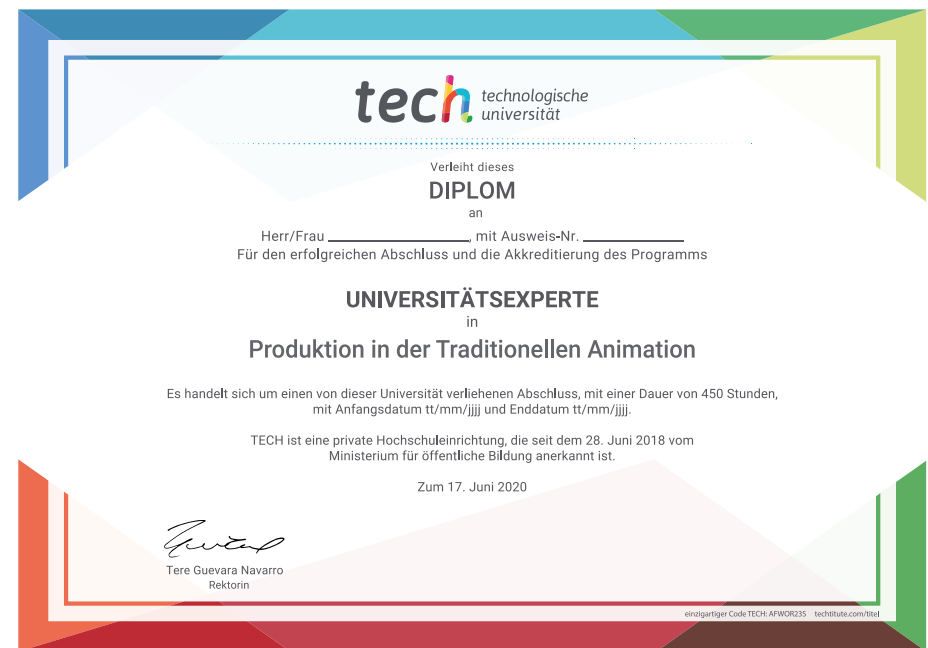 tech technologische
universität
Verleiht dieses
DIPLOM
an
Herr/Frau ____________________, mit Ausweis-Nr. ______________
Für den erfolgreichen Abschluss und die Akkreditierung des Programms
UNIVERSITÄTSEXPERTE
in
Produktion in der Traditionellen Animation
Es handelt sich um einen von dieser Universität verliehenen Abschluss, mit einer Dauer von 450 Stunden,
mit Anfangsdatum tt/mm/jjjj und Enddatum tt/mm/jjjj.
TECH ist eine private Hochschuleinrichtung, die seit dem 28. Juni 2018 vom
Ministerium für öffentliche Bildung anerkannt ist.
Zum 17. Juni 2020
Tere Guevara Navarro
Rektorin
einzigartiger Code TECH: AFWOR235 techtitute.com/titel